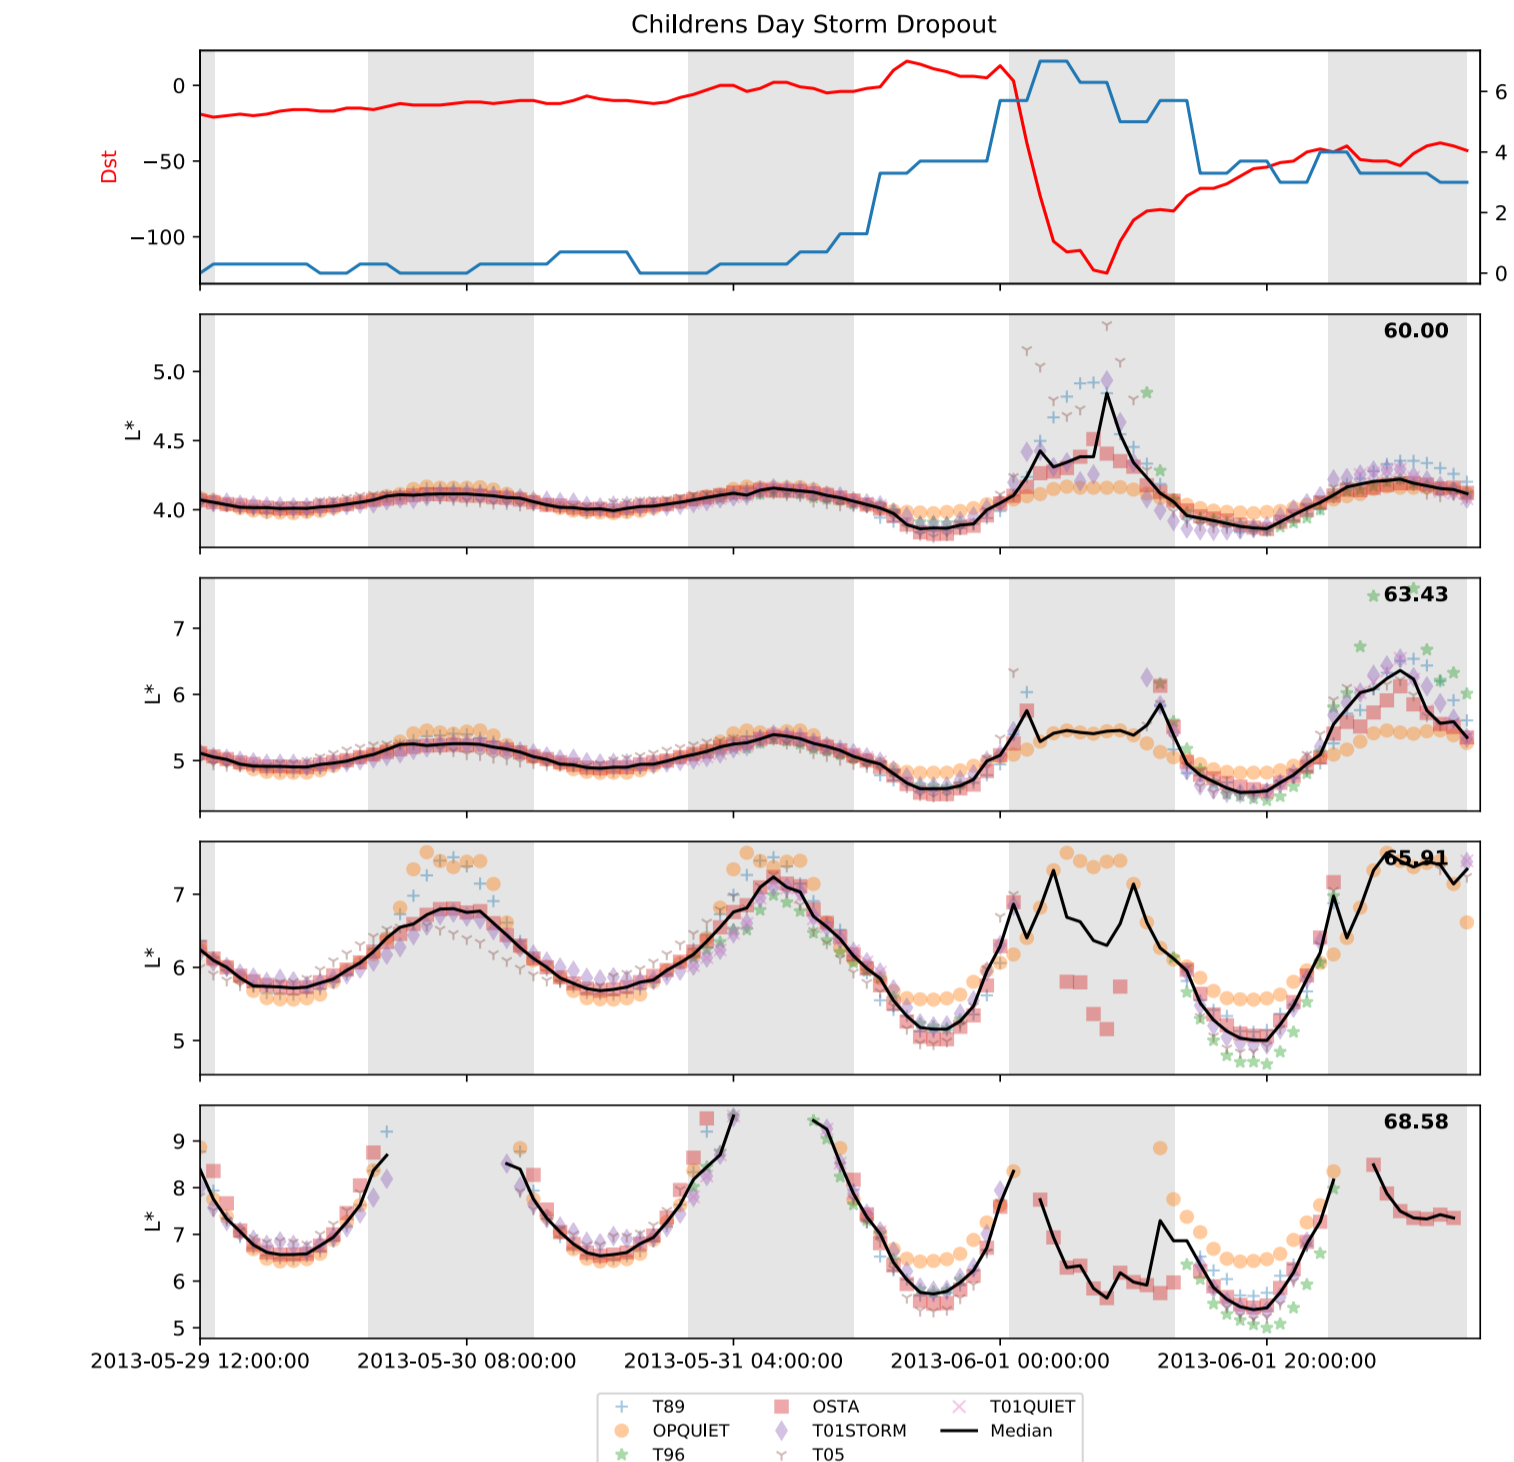 Childrens Day Storm Dropout
0
−50
−100
Dst
6
4
2
0
60.00
5.0
4.5
4.0
L*
63.43
7
6
5
L*
65.91
7
6
5
L*
68.58
9
8
7
6
5
L*
2013-05-29 12:00:00 2013-05-30 08:00:00 2013-05-31 04:00:00 2013-06-01 00:00:00 2013-06-01 20:00:00
T89 OSTA T01QUIET
OPQUIET T01STORM Median
T96 T05